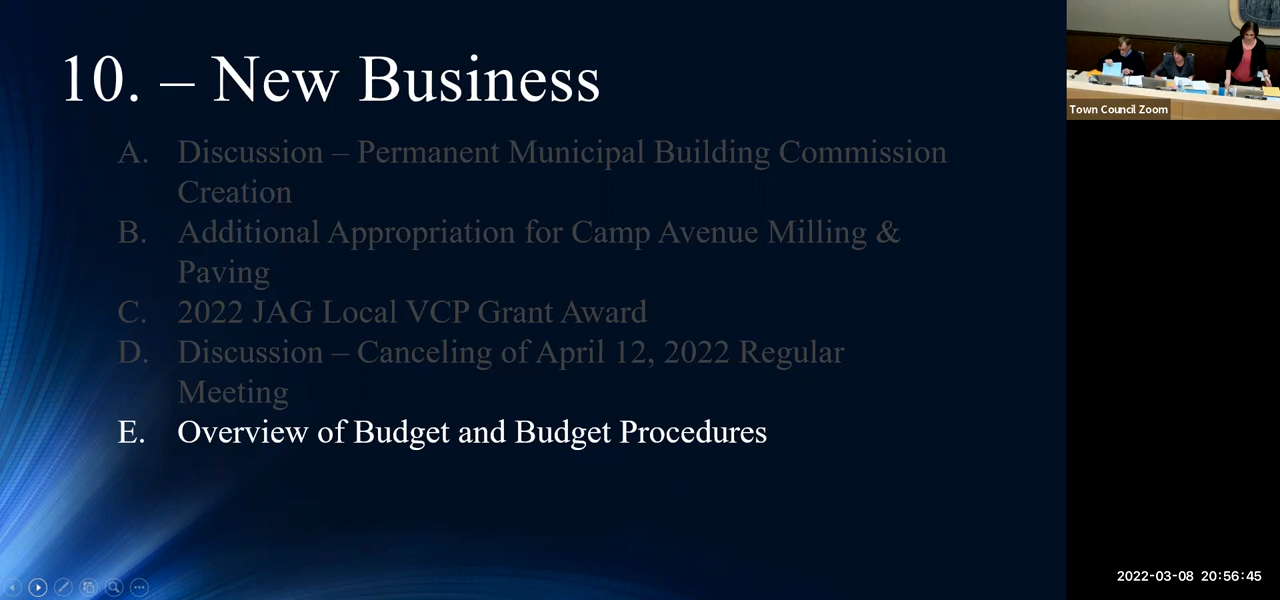 10. – New Business
A. Discussion – Permanent Municipal Building Commission
Creation
B. Additional Appropriation for Camp Avenue Milling &
Paving
C. 2022 JAG Local VCP Grant Award
D. Discussion – Canceling of April 12, 2022 Regular
Meeting
E. Overview of Budget and Budget Procedures
Town Council Zoom
2022-03-08 20:56:45